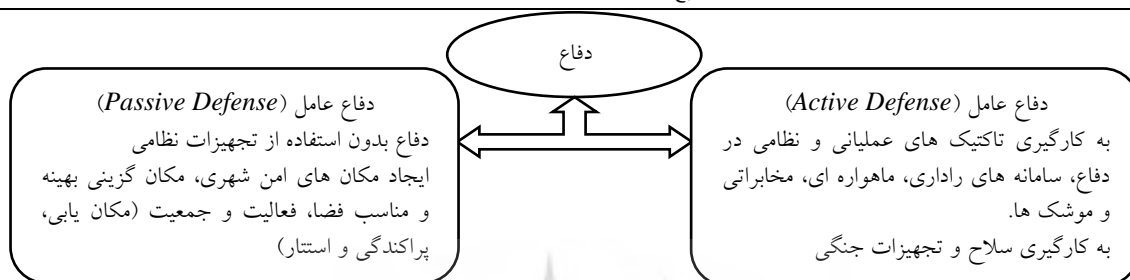 دفاع
دفاع عامل (Active Defense)
به کارگیری تاکتیک های عملیاتی و نظامی در
دفاع، سامانه های راداری، ماهواره ای، مخابراتی
و موشک ها.
به کارگیری سلاح و تجهیزات جنگی
دفاع عامل (Passive Defense)
دفاع بدون استفاده از تجهیزات نظامی
ایجاد مکان های امن شهری، مکان گزینی بهینه
و مناسب فضا، فعالیت و جمعیت (مکان یابی،
پراکندگی و استتار)